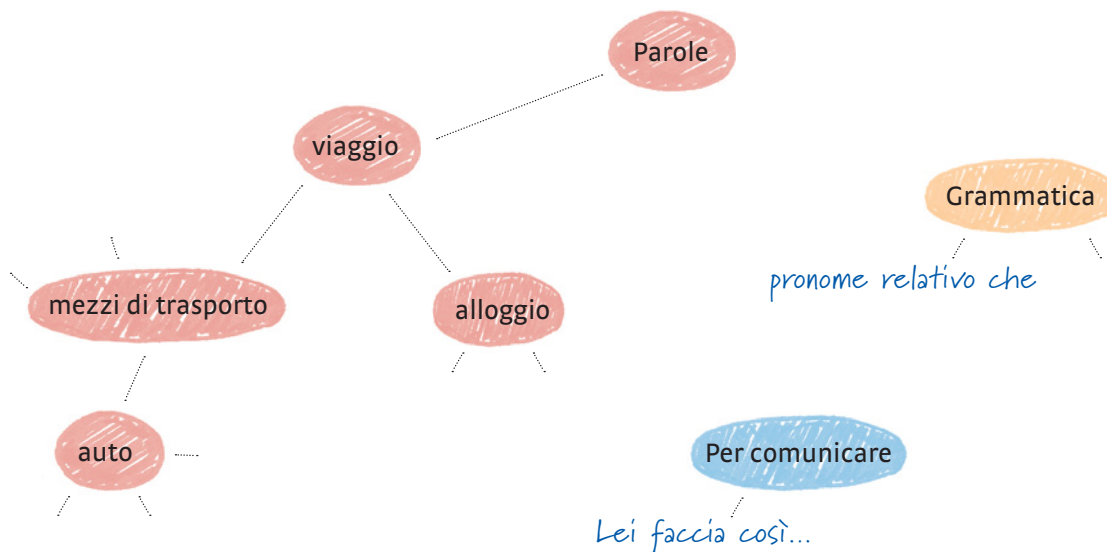 Parole
viaggio
Grammatica
mezzi di trasporto
alloggio
pronome relativo che
auto
Per comunicare
Lei faccia così...